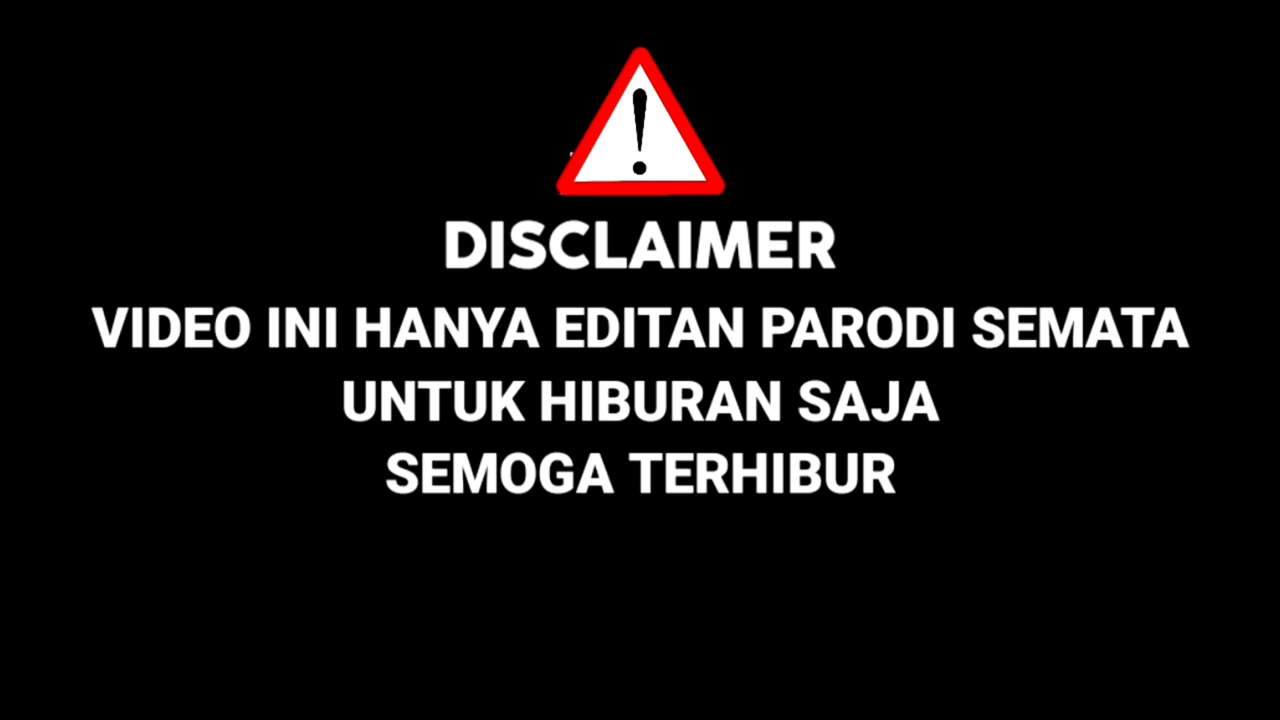 DISCLAIMER
VIDEO INI HANYA EDITAN PARODI SEMATA
UNTUK HIBURAN SAJA
SEMOGA TERHIBUR